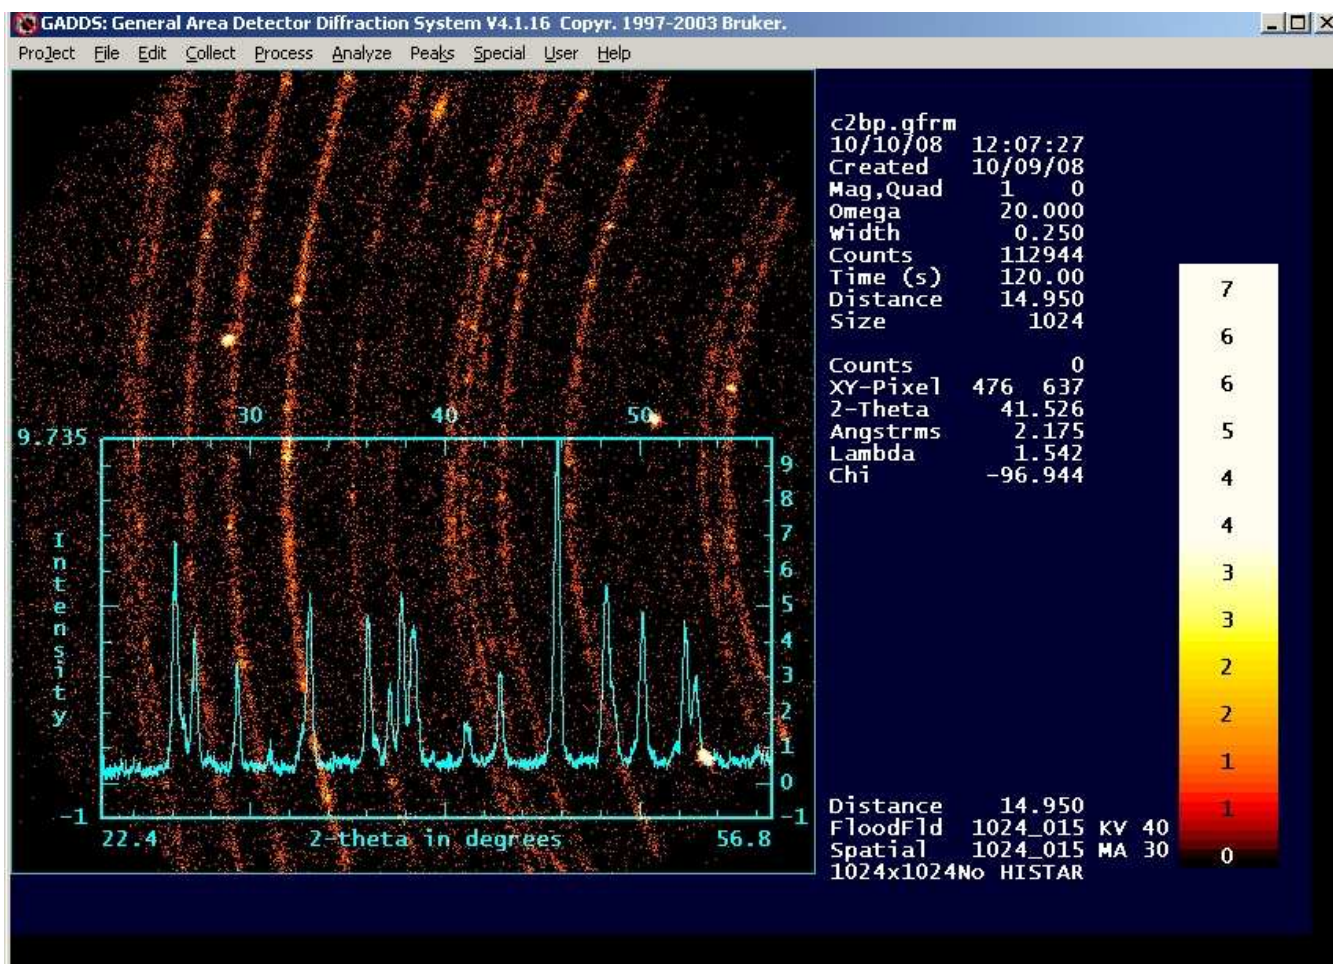 GADDS: General Area Detector Diffraction System V4.1.16 Copyr. 1997-2003 Bruker.
ProJect File Edit Collect Process Analyze Peaks Special User Help
c2bp.gfrm
10/10/08 12:07:27
Created 10/09/08
Mag,Quad 1 0
Omega 20.000
Width 0.250
Counts 112944
Time (s) 120.00
Distance 14.950
Size 1024
Counts 0
XY-Pixel 476 637
2-Theta 41.526
Angstrms 2.175
Lambda 1.542
Chi -96.944
30 40 50
9.735
9
8
7
6
5
4
3
2
1
0
-1
Intensity
-1
22.4 2-theta in degrees 56.8
Distance 14.950
FloodFld 1024_015 KV 40
Spatial 1024_015 MA 30
1024x1024No HISTAR
7
6
6
5
4
4
3
3
2
2
1
1
0